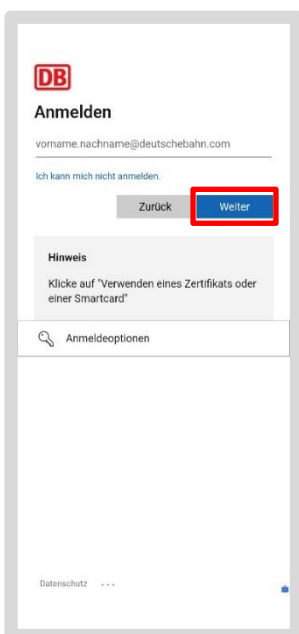 DB
Anmelden
vorname.nachname@deutschebahn.com
Ich kann mich nicht anmelden.
Zurück
Weiter
Hinweis
Klicke auf "Verwenden eines Zertifikats oder
einer Smartcard"
Anmeldeoptionen
Datenschutz ...